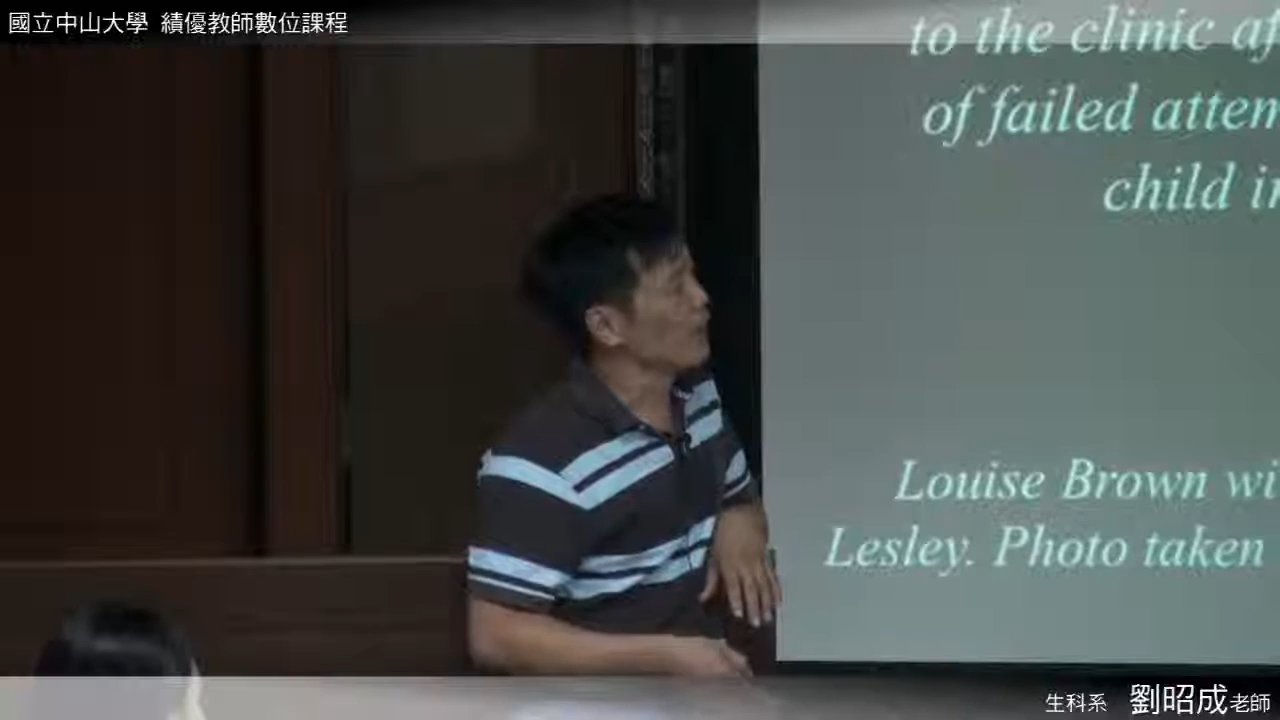 國立中山大學 績優教師數位課程
to the clinic af
of failed attem
child in
Louise Brown wi
Lesley. Photo taken
生科系 劉昭成老師